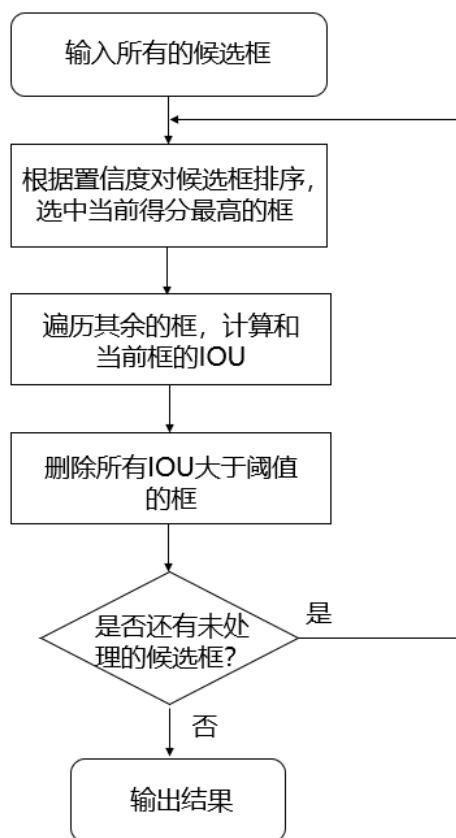 输入所有的候选框
根据置信度对候选框排序，
选中当前得分最高的框
遍历其余的框，计算和
当前框的IOU
删除所有IOU大于阈值
的框
是否还有未处
理的候选框？
是
否
输出结果